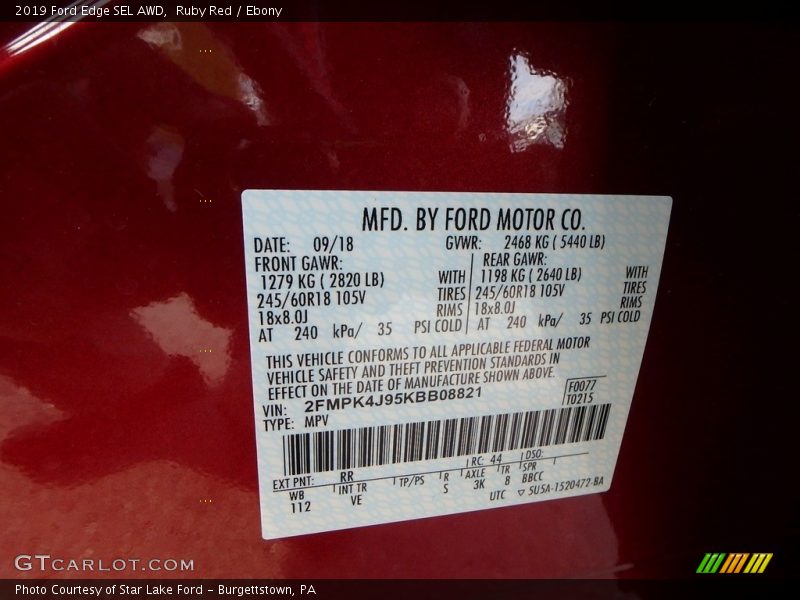 2019 Ford Edge SEL AWD, Ruby Red / Ebony
MFD. BY FORD MOTOR CO.
DATE: 09/18 GVWR: 2468 KG ( 5440 LB)
FRONT GAWR: REAR GAWR:
1279 KG ( 2820 LB) WITH 1198 KG ( 2640 LB) WITH
245/60R18 105V TIRES 245/60R18 105V TIRES
18x8.0J RIMS 18x8.0J RIMS
AT 240 kPa/ 35 PSI COLD AT 240 kPa/ 35 PSI COLD
THIS VEHICLE CONFORMS TO ALL APPLICABLE FEDERAL MOTOR
VEHICLE SAFETY AND THEFT PREVENTION STANDARDS IN
EFFECT ON THE DATE OF MANUFACTURE SHOWN ABOVE.
VIN: 2FMPK4J95KBB08821 F0077
TYPE: MPV T0215
EXT PNT: RR RC: 44 DSO:
WB INT TR TP/PS R AXLE TR SPR
112 VE S 3K 8 BBCC
UTC ▽ 5U5A-1520472-BA
GTCARLOT.COM
Photo Courtesy of Star Lake Ford - Burgettstown, PA